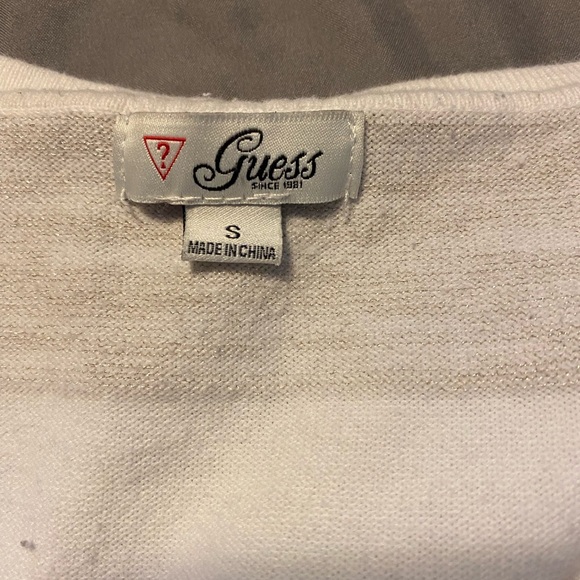 ?
Guess
SINCE 1981
S
MADE IN CHINA